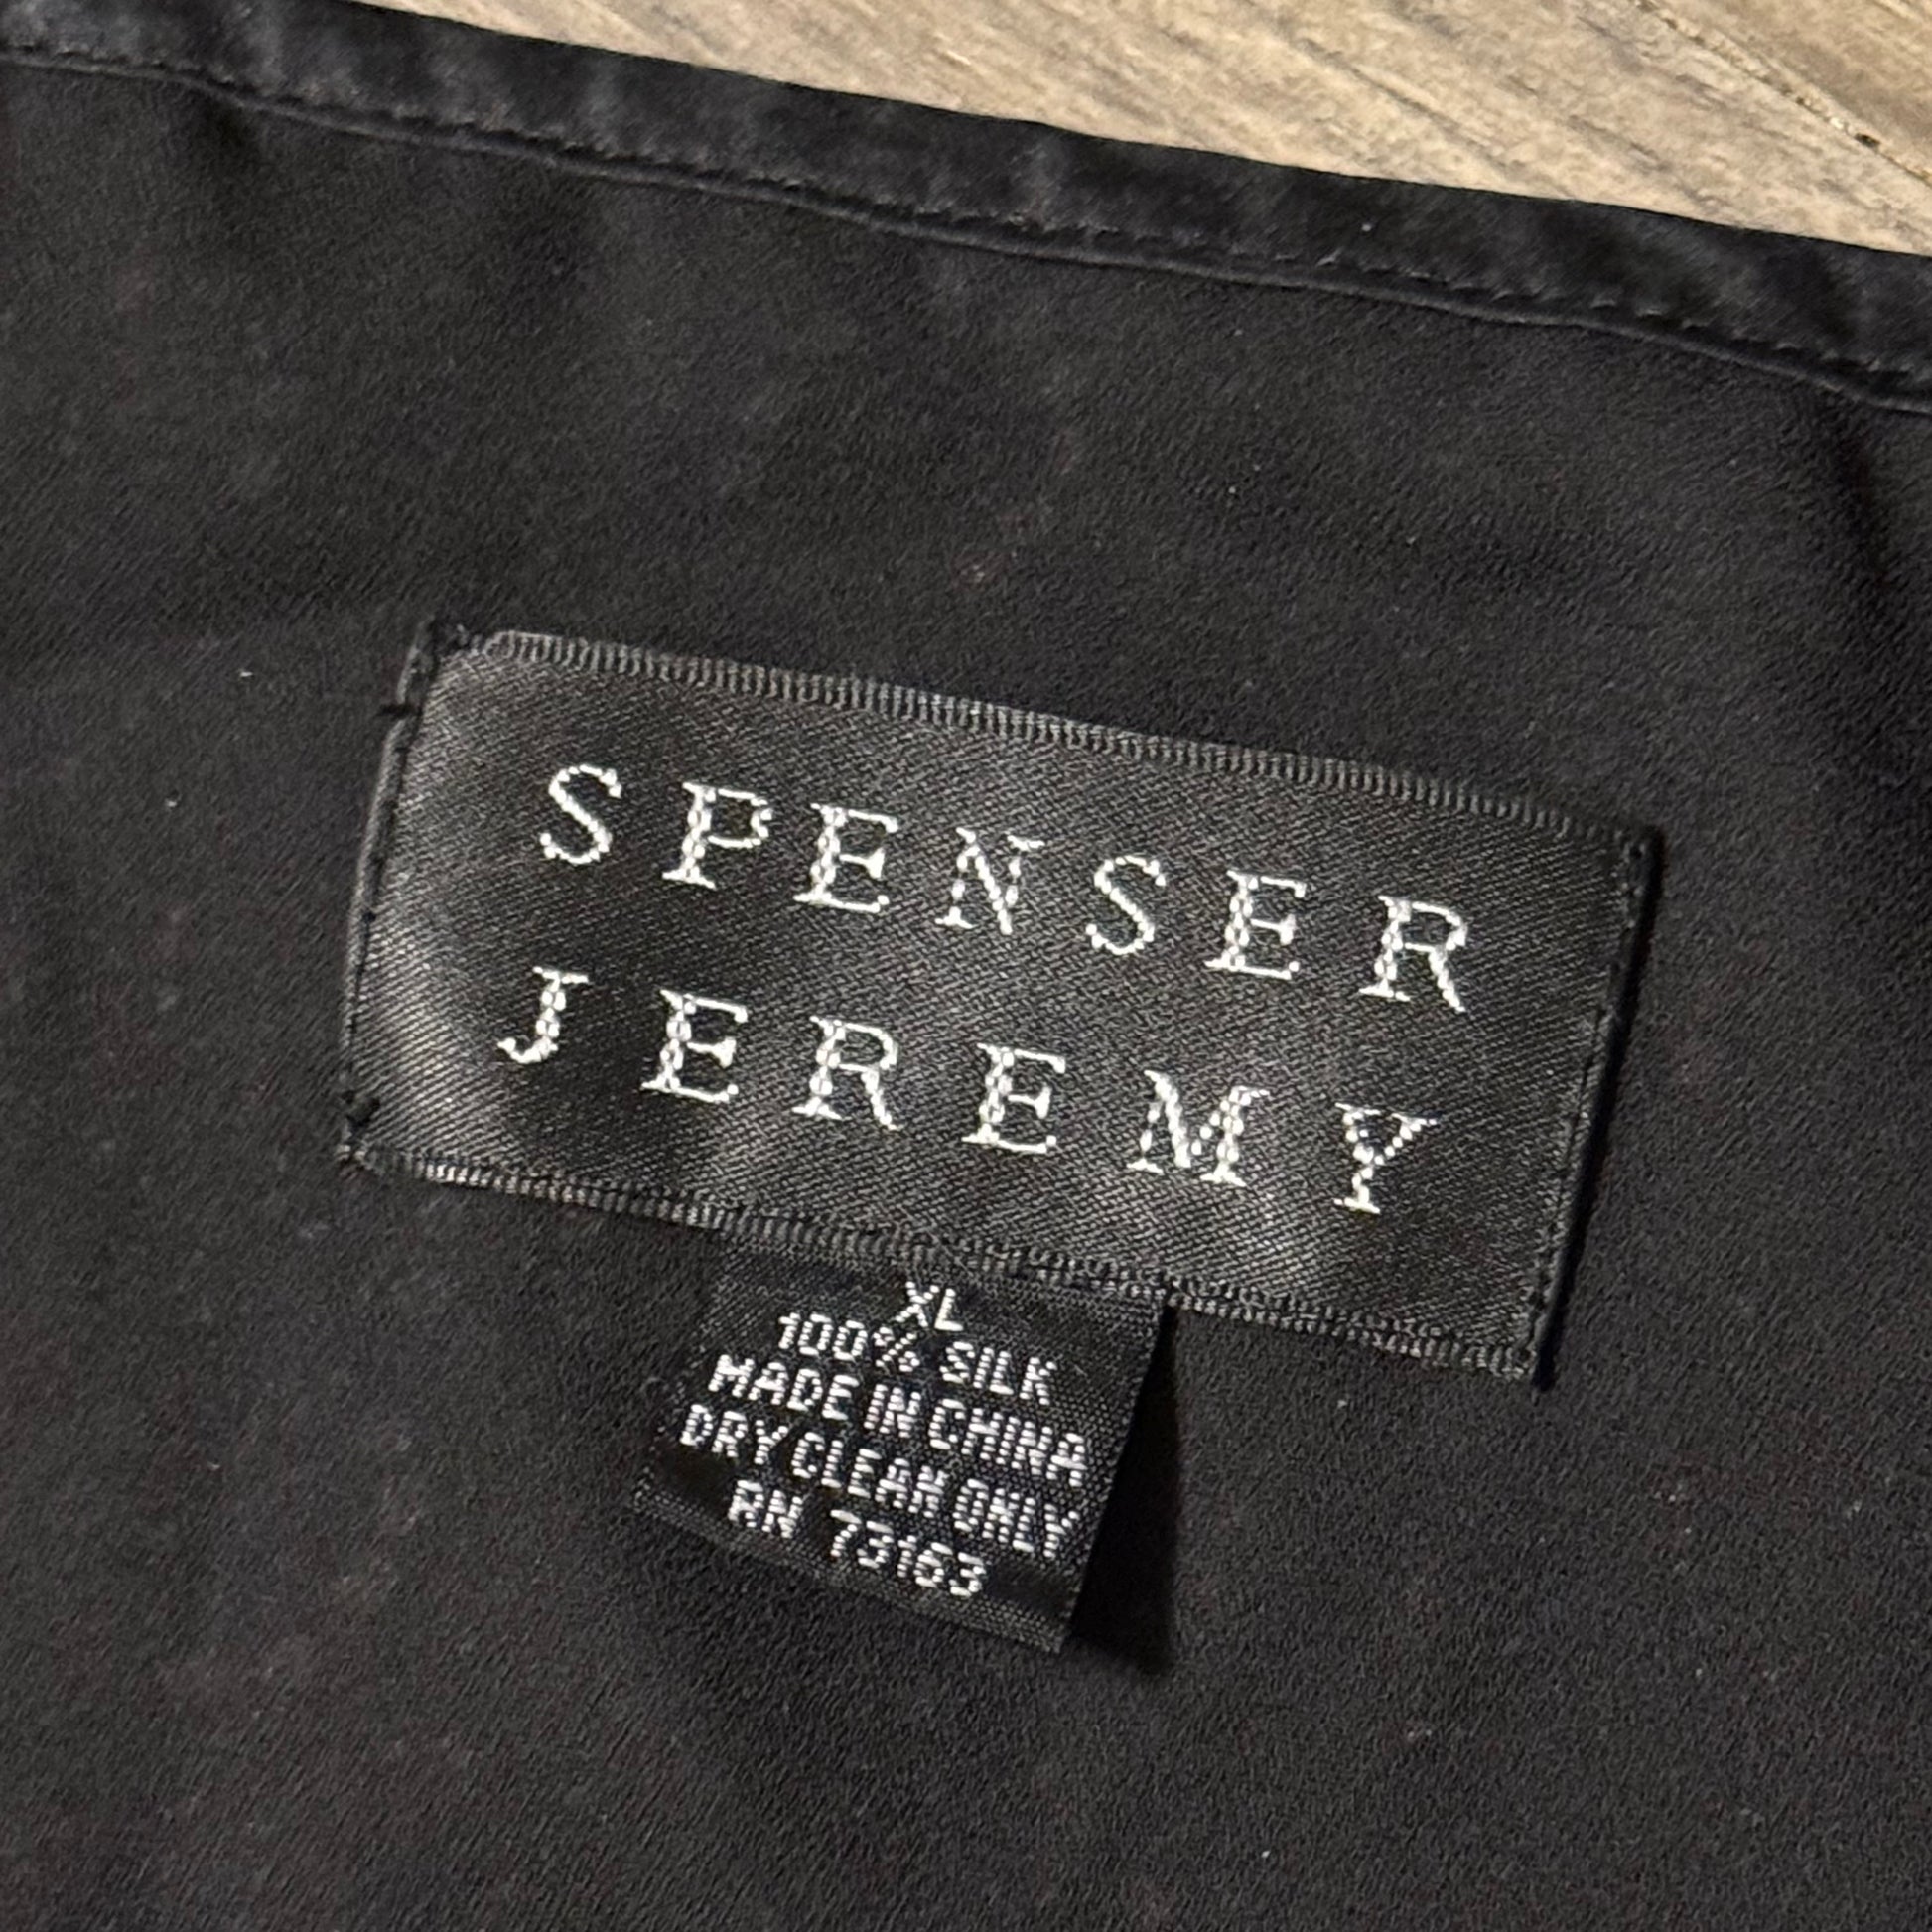 SPENSER
JEREMY
XL
100% SILK
MADE IN CHINA
DRY CLEAN ONLY
RN 73163